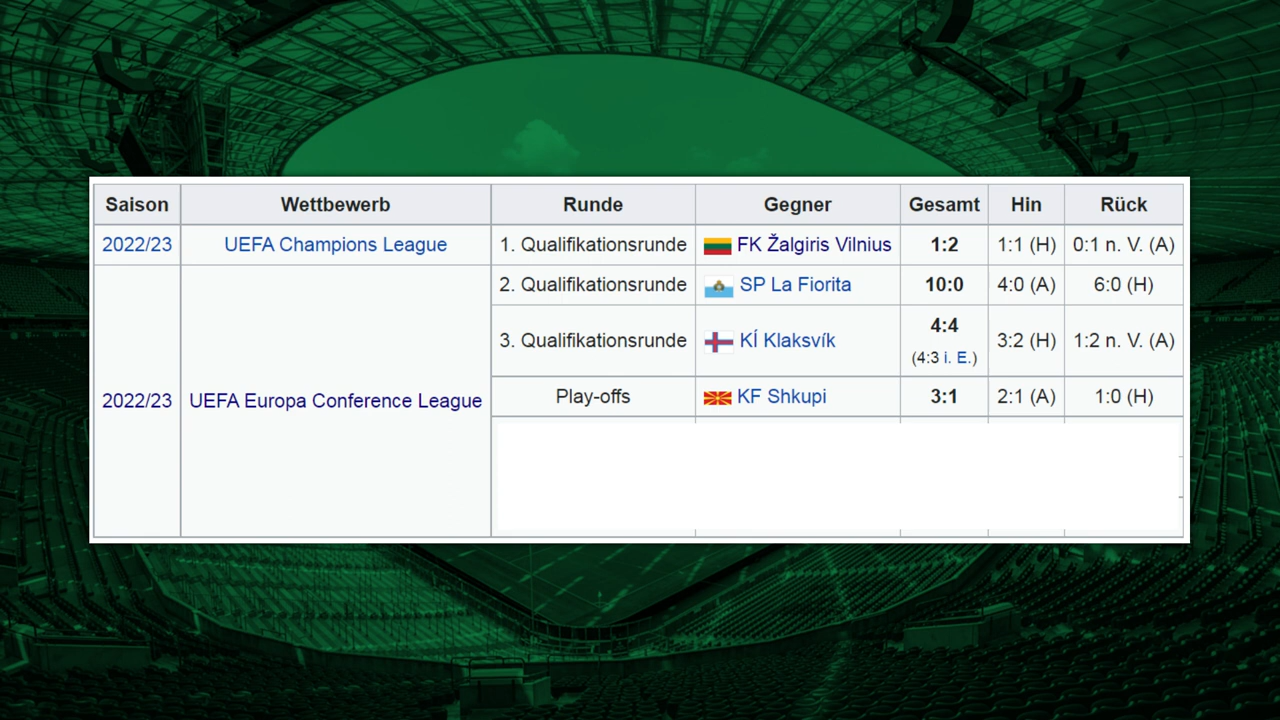 Saison Wettbewerb Runde Gegner Gesamt Hin Rück
2022/23 UEFA Champions League 1. Qualifikationsrunde FK Žalgiris Vilnius 1:2 1:1 (H) 0:1 n. V. (A)
2. Qualifikationsrunde SP La Fiorita 10:0 4:0 (A) 6:0 (H)
3. Qualifikationsrunde KÍ Klaksvík 4:4 3:2 (H) 1:2 n. V. (A)
(4:3 i. E.)
2022/23 UEFA Europa Conference League Play-offs KF Shkupi 3:1 2:1 (A) 1:0 (H)